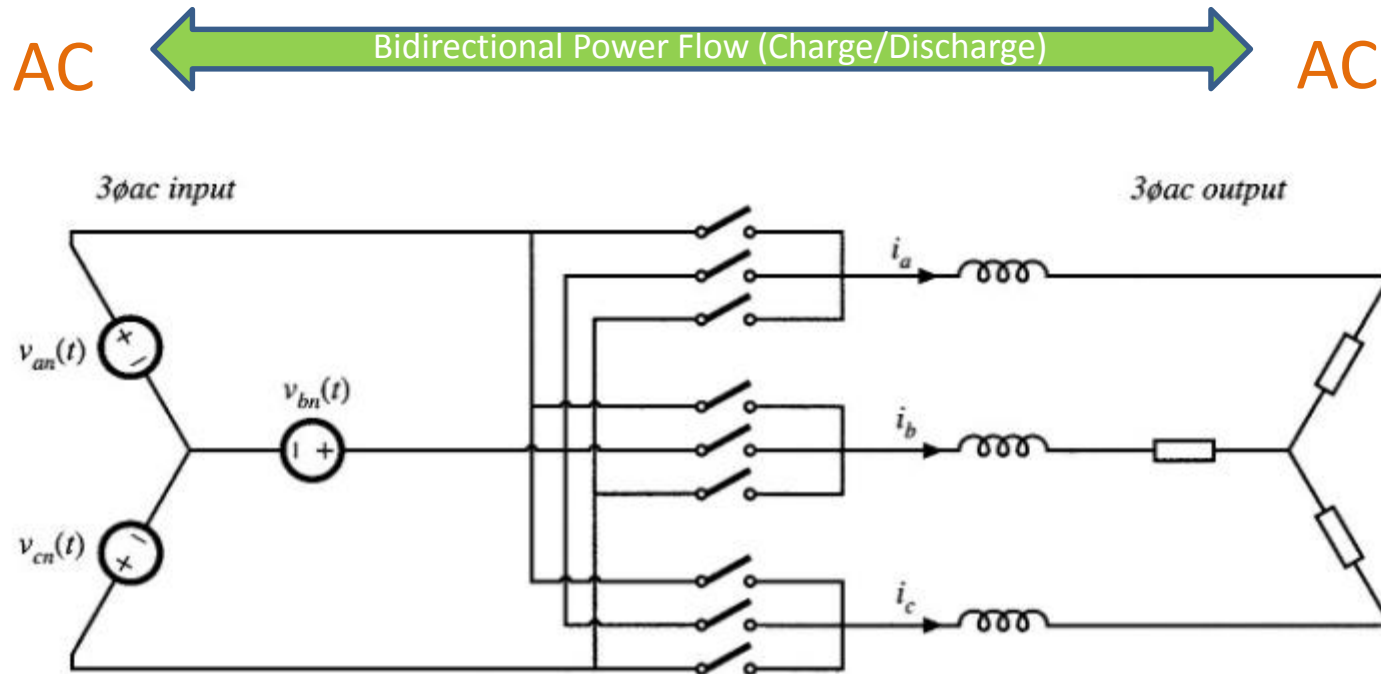 Bidirectional Power Flow (Charge/Discharge)
AC
AC
3øac input
3øac output
i_a
+
−
v_an(t)
v_bn(t)
i_b
− +
v_cn(t)
−
+
i_c